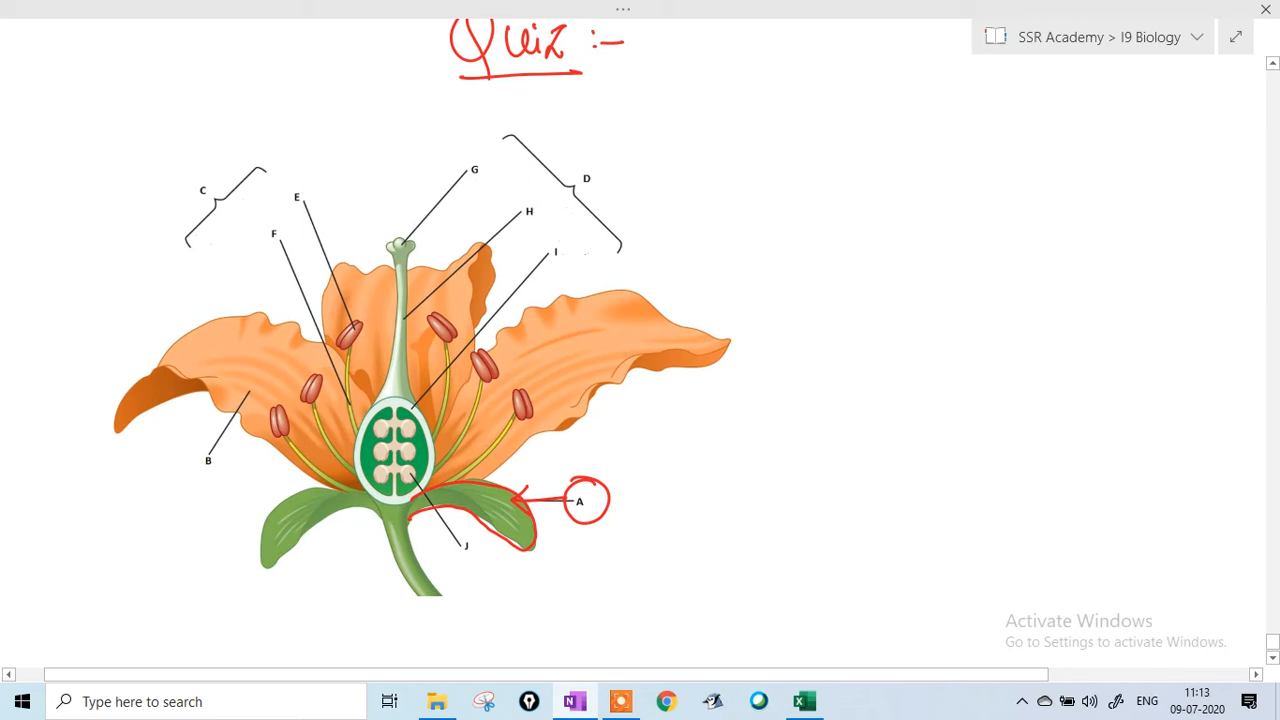 Quiz :-
SSR Academy > I9 Biology
C
G
D
E
H
F
I
B
A
J
Activate Windows
Go to Settings to activate Windows.
Type here to search
ENG
11:13
09-07-2020